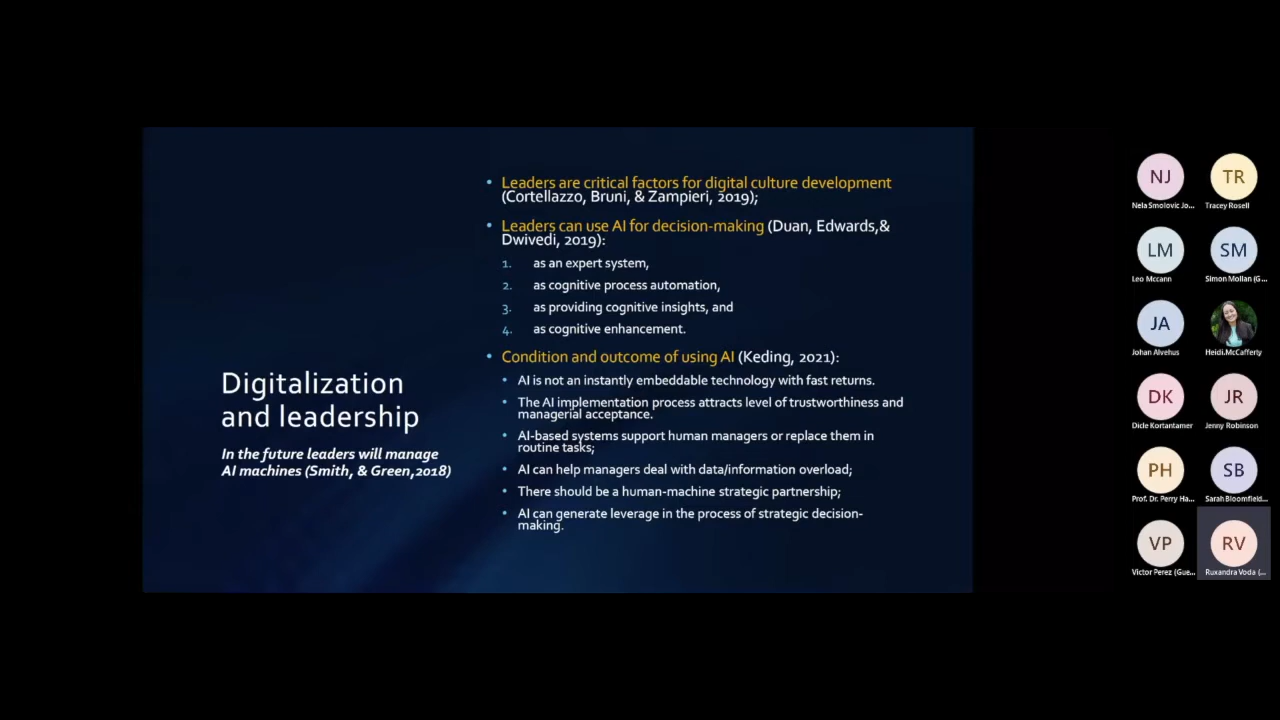 Digitalization
and leadership
In the future leaders will manage
AI machines (Smith, & Green,2018)
• Leaders are critical factors for digital culture development
(Cortellazzo, Bruni, & Zampieri, 2019);
• Leaders can use AI for decision-making (Duan, Edwards,&
Dwivedi, 2019):
1. as an expert system,
2. as cognitive process automation,
3. as providing cognitive insights, and
4. as cognitive enhancement.
• Condition and outcome of using AI (Keding, 2021):
• AI is not an instantly embeddable technology with fast returns.
• The AI implementation process attracts level of trustworthiness and
managerial acceptance.
• AI-based systems support human managers or replace them in
routine tasks;
• AI can help managers deal with data/information overload;
• There should be a human-machine strategic partnership;
• AI can generate leverage in the process of strategic decision-
making.
NJ
Nela Smolovic Jo...
TR
Tracey Rosell
LM
Leo Mccann
SM
Simon Mollan (G...
JA
Johan Alvehus
Heidi.McCafferty
DK
Dicle Kortantamer
JR
Jenny Robinson
PH
Prof. Dr. Perry Ha...
SB
Sarah Bloomfield...
VP
Victor Perez (Gue...
RV
Ruxandra Voda (...